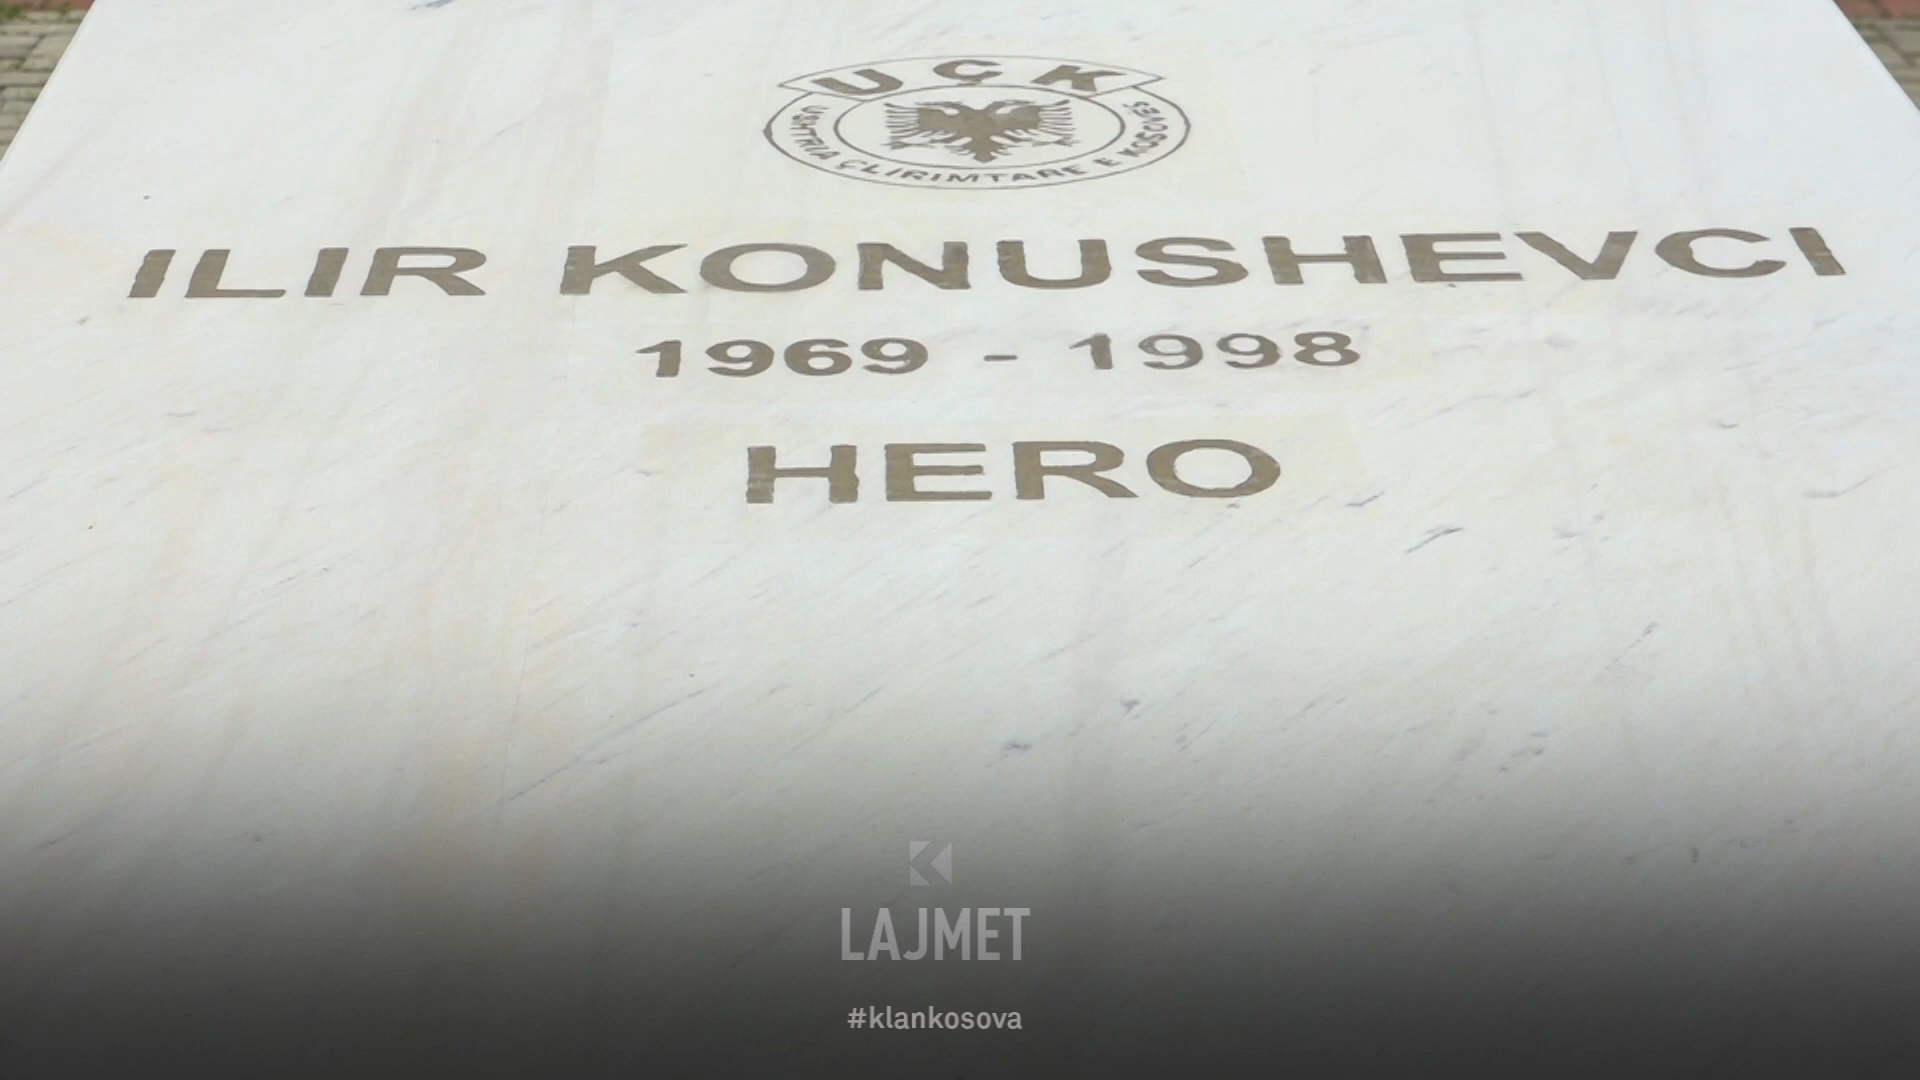 UÇK
USHTRIA ÇLIRIMTARE E KOSOVËS
ILIR KONUSHEVCI
1969 - 1998
HERO
LAJMET
#klankosova